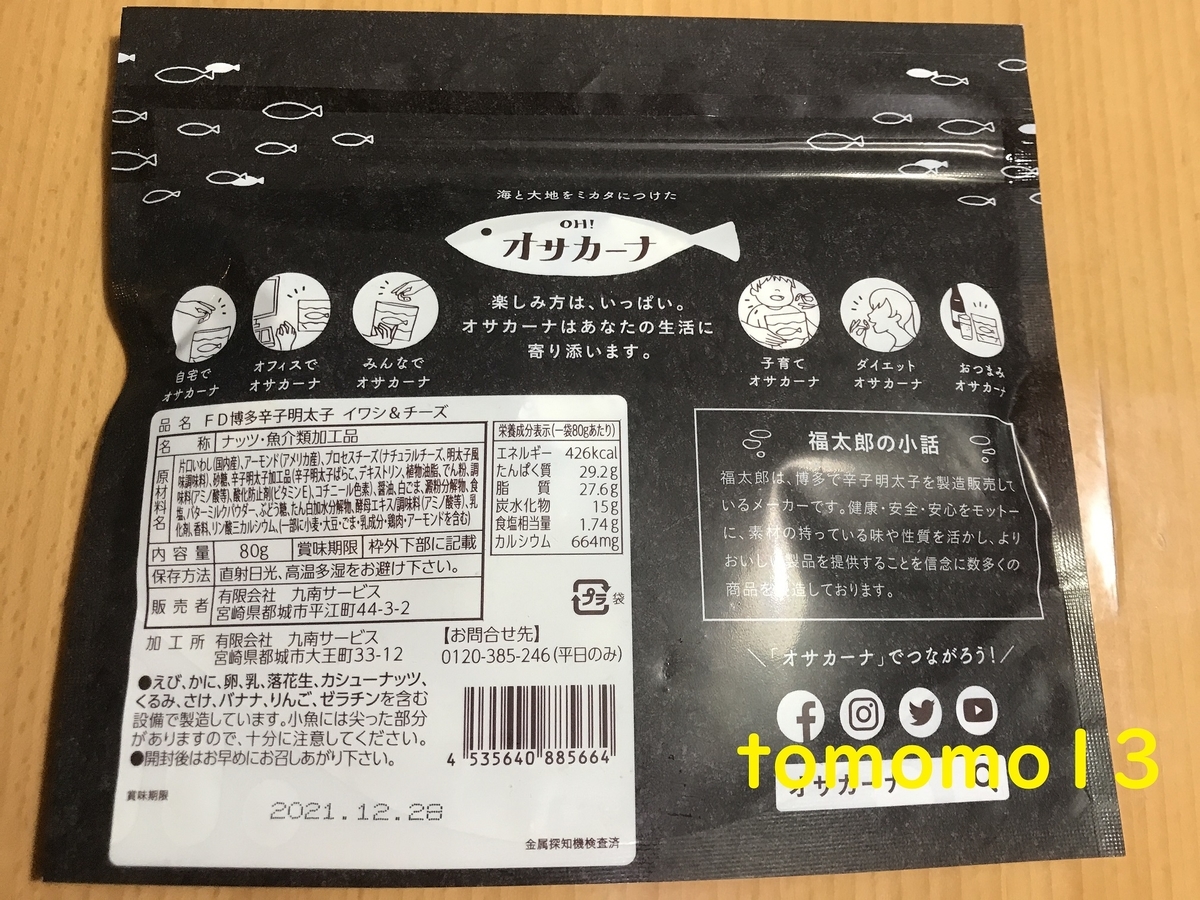 海と大地をミカタにつけた
OH!
オサカーナ
楽しみ方は、いっぱい。
オサカーナはあなたの生活に
寄り添います。
自宅で
オサカーナ
オフィスで
オサカーナ
みんなで
オサカーナ
子育て
オサカーナ
ダイエット
オサカーナ
おつまみ
オサカーナ
品名 FD博多辛子明太子 イワシ&チーズ
名称 ナッツ・魚介類加工品
原材料名
片口いわし(国内産)、アーモンド(アメリカ産)、プロセスチーズ(ナチュラルチーズ、明太子風
味調味料)、砂糖、辛子明太子加工品(辛子明太子ばらこ、デキストリン、植物油脂、でん粉、調
味料(アミノ酸等)、酸化防止剤(ビタミンE)、コチニール色素)、醤油、白ごま、澱粉分解物、食
塩、バターミルクパウダー、ぶどう糖、たん白加水分解物、酵母エキス/調味料(アミノ酸等)、乳
化剤、香料、リン酸三カルシウム、(一部に小麦・大豆・ごま・乳成分・鶏肉・アーモンドを含む)
内容量 80g 賞味期限 枠外下部に記載
保存方法 直射日光、高温多湿をお避け下さい。
販売者 有限会社 九南サービス
宮崎県都城市平江町44-3-2
加工所 有限会社 九南サービス
宮崎県都城市大王町33-12
栄養成分表示(一袋80gあたり)
エネルギー 426kcal
たんぱく質 29.2g
脂質 27.6g
炭水化物 15g
食塩相当量 1.74g
カルシウム 664mg
プラ 袋
【お問合せ先】
0120-385-246(平日のみ)
●えび、かに、卵、乳、落花生、カシューナッツ、
くるみ、さけ、バナナ、りんご、ゼラチンを含む
設備で製造しています。小魚には尖った部分
がありますので、十分に注意してください。
●開封後はお早めにお召しあがり下さい。
4 535640 885664
賞味期限
2021.12.28
金属探知機検査済
福太郎の小話
福太郎は、博多で辛子明太子を製造販売して
いるメーカーです。健康・安全・安心をモットー
に、素材の持っている味や性質を活かし、より
おいしい製品を提供することを信念に数多くの
商品を製造しております。
「オサカーナ」でつながろう!
オサカーナ
tomomo13